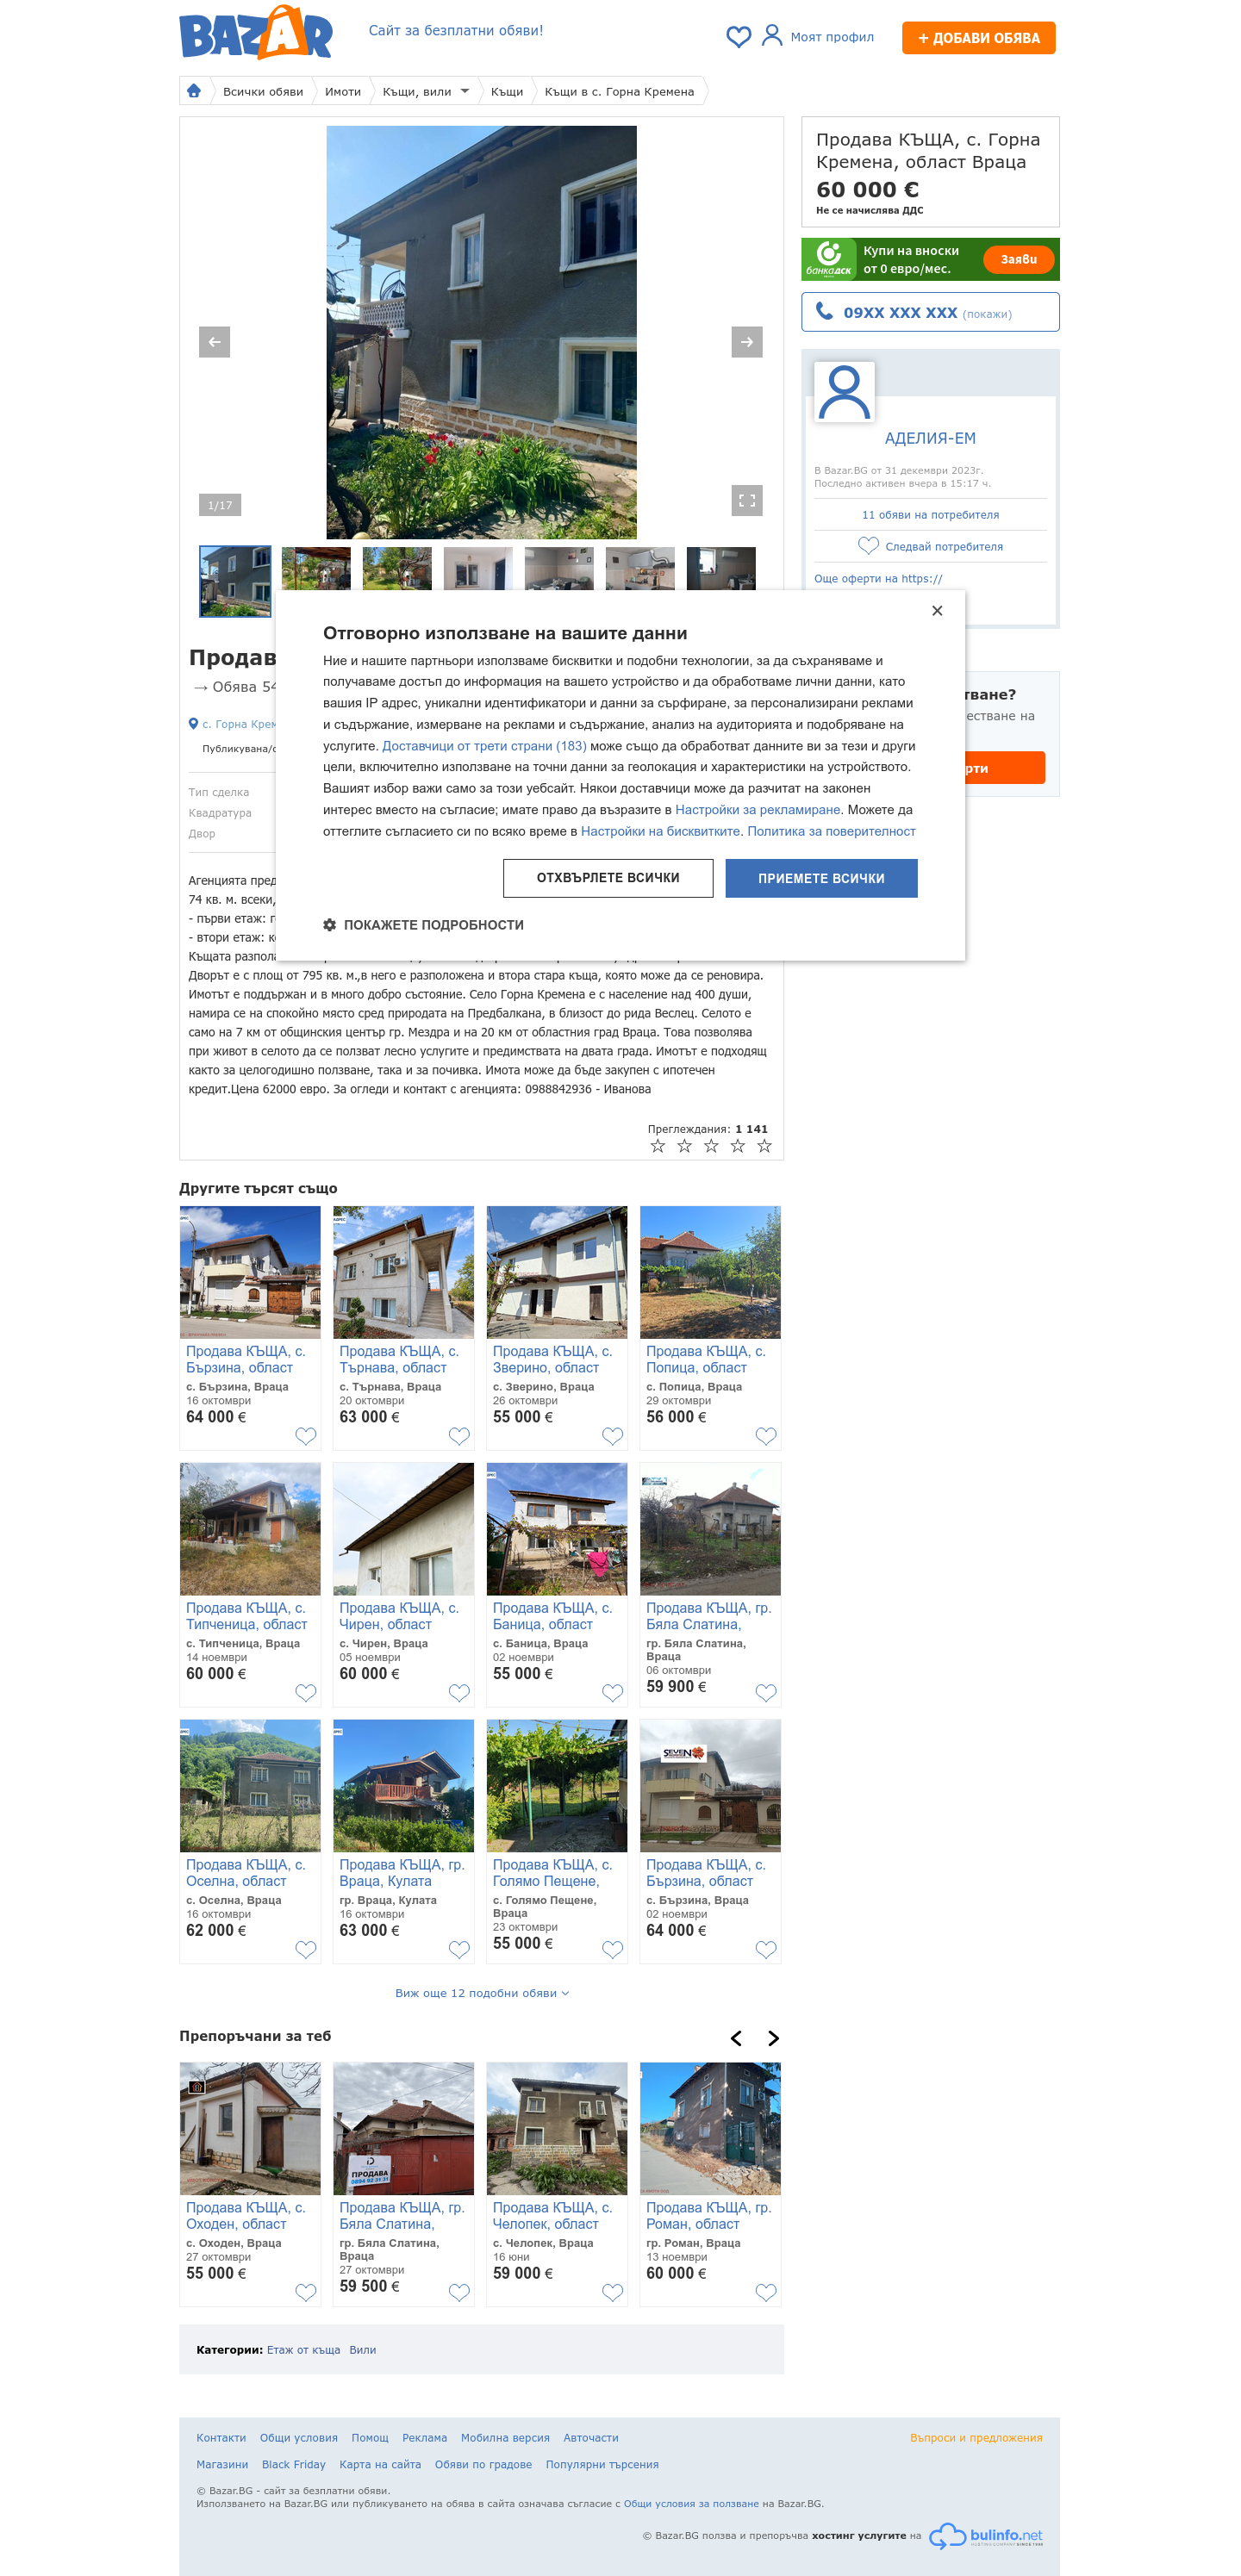 BAZAR
Сайт за безплатни обяви!
Моят профил
+ ДОБАВИ ОБЯВА
Всички обяви
Имоти
Къщи, вили
Къщи
Къщи в с. Горна Кремена
Продава КЪЩА, с. Горна
Кремена, област Враца
60 000 €
Не се начислява ДДС
банкадск
Купи на вноски
от 0 евро/мес.
Заяви
09XX XXX XXX (покажи)
АДЕЛИЯ-ЕМ
В Bazar.BG от 31 декември 2023г.
Последно активен вчера в 15:17 ч.
11 обяви на потребителя
Следвай потребителя
Още оферти на https://
1/17
Отговорно използване на вашите данни
Ние и нашите партньори използваме бисквитки и подобни технологии, за да съхраняваме и
получаваме достъп до информация на вашето устройство и да обработваме лични данни, като
вашия IP адрес, уникални идентификатори и данни за сърфиране, за персонализирани реклами
и съдържание, измерване на реклами и съдържание, анализ на аудиторията и подобряване на
услугите. Доставчици от трети страни (183) може също да обработват данните ви за тези и други
цели, включително използване на точни данни за геолокация и характеристики на устройството.
Вашият избор важи само за този уебсайт. Някои доставчици може да разчитат на законен
интерес вместо на съгласие; имате право да възразите в Настройки за рекламиране. Можете да
оттеглите съгласието си по всяко време в Настройки на бисквитките. Политика за поверителност
ОТХВЪРЛЕТЕ ВСИЧКИ
ПРИЕМЕТЕ ВСИЧКИ
ПОКАЖЕТЕ ПОДРОБНОСТИ
Обява 54
с. Горна Крем
Тип сделка
Квадратура
Двор
Агенцията пред
74 кв. м. всеки,
- първи етаж:
- втори етаж:
Къщата разпола
Дворът е с площ от 795 кв. м.,в него е разположена и втора стара къща, която може да се реновира.
Имотът е поддържан и в много добро състояние. Село Горна Кремена е с население над 400 души,
намира се на спокойно място сред природата на Предбалкана, в близост до рида Веслец. Селото е
само на 7 км от общинския център гр. Мездра и на 20 км от областния град Враца. Това позволява
при живот в селото да се ползват лесно услугите и предимствата на двата града. Имотът е подходящ
както за целогодишно ползване, така и за почивка. Имота може да бъде закупен с ипотечен
кредит.Цена 62000 евро. За огледи и контакт с агенцията: 0988842936 - Иванова
Преглеждания: 1 141
Другите търсят също
Продава КЪЩА, с.
Бързина, област
с. Бързина, Враца
16 октомври
64 000 €
Продава КЪЩА, с.
Търнава, област
с. Търнава, Враца
20 октомври
63 000 €
Продава КЪЩА, с.
Зверино, област
с. Зверино, Враца
26 октомври
55 000 €
Продава КЪЩА, с.
Попица, област
с. Попица, Враца
29 октомври
56 000 €
Продава КЪЩА, с.
Типченица, област
с. Типченица, Враца
14 ноември
60 000 €
Продава КЪЩА, с.
Чирен, област
с. Чирен, Враца
05 ноември
60 000 €
Продава КЪЩА, с.
Баница, област
с. Баница, Враца
02 ноември
55 000 €
Продава КЪЩА, гр.
Бяла Слатина,
гр. Бяла Слатина,
Враца
06 октомври
59 900 €
Продава КЪЩА, с.
Оселна, област
с. Оселна, Враца
16 октомври
62 000 €
Продава КЪЩА, гр.
Враца, Кулата
гр. Враца, Кулата
16 октомври
63 000 €
Продава КЪЩА, с.
Голямо Пещене,
с. Голямо Пещене,
Враца
23 октомври
55 000 €
SEVEN
Продава КЪЩА, с.
Бързина, област
с. Бързина, Враца
02 ноември
64 000 €
Виж още 12 подобни обяви
Препоръчани за теб
Продава КЪЩА, с.
Оходен, област
с. Оходен, Враца
27 октомври
55 000 €
ПРОДАВА
Продава КЪЩА, гр.
Бяла Слатина,
гр. Бяла Слатина,
Враца
27 октомври
59 500 €
Продава КЪЩА, с.
Челопек, област
с. Челопек, Враца
16 юни
59 000 €
Продава КЪЩА, гр.
Роман, област
гр. Роман, Враца
13 ноември
60 000 €
Категории: Етаж от къща Вили
Контакти Общи условия Помощ Реклама Мобилна версия Авточасти
Въпроси и предложения
Магазини Black Friday Карта на сайта Обяви по градове Популярни търсения
© Bazar.BG - сайт за безплатни обяви.
Използването на Bazar.BG или публикуването на обява в сайта означава съгласие с Общи условия за ползване на Bazar.BG.
© Bazar.BG ползва и препоръчва хостинг услугите на
bulinfo.net